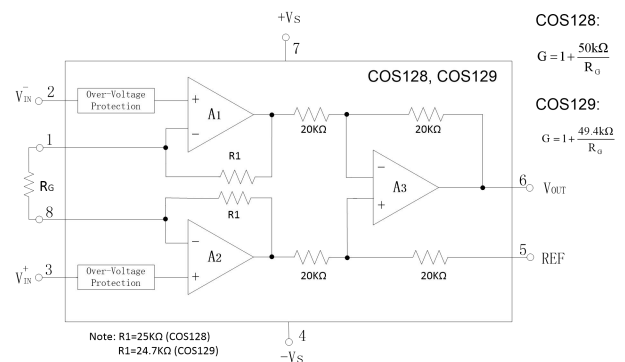 +Vs
7
COS128:
G = 1 + 50kΩ / RG
COS128, COS129
COS129:
G = 1 + 49.4kΩ / RG
V-IN
2
Over-Voltage
Protection
+
A1
−
20KΩ
20KΩ
1
R1
RG
−
A3
+
6
VOUT
R1
8
−
A2
+
5
REF
V+IN
3
Over-Voltage
Protection
20KΩ
20KΩ
4
−Vs
Note: R1=25KΩ (COS128)
R1=24.7KΩ (COS129)